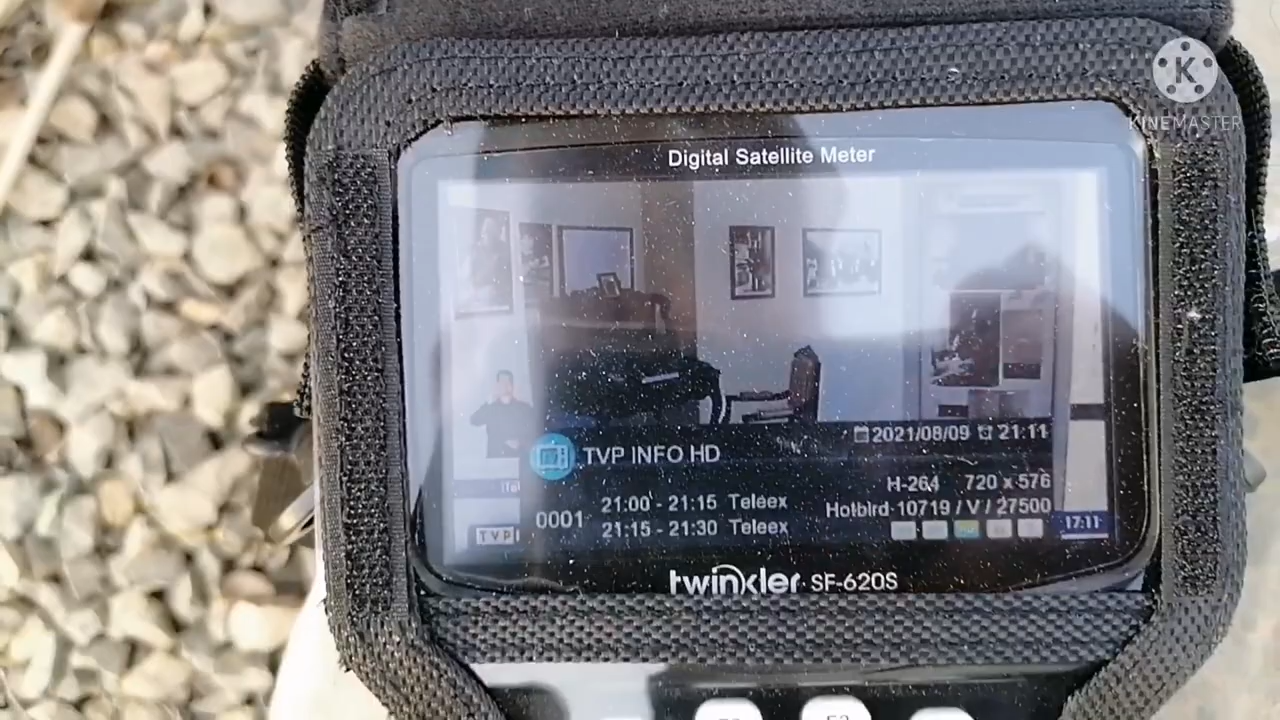 K
KINEMASTER
Digital Satellite Meter
2021/08/09 21:11
TVP INFO HD
H-264 720 x 576
0001
21:00 - 21:15 Teleex
Hotbird 10719 / V / 27500
21:15 - 21:30 Teleex
TVP
17:11
twinkler SF-620S